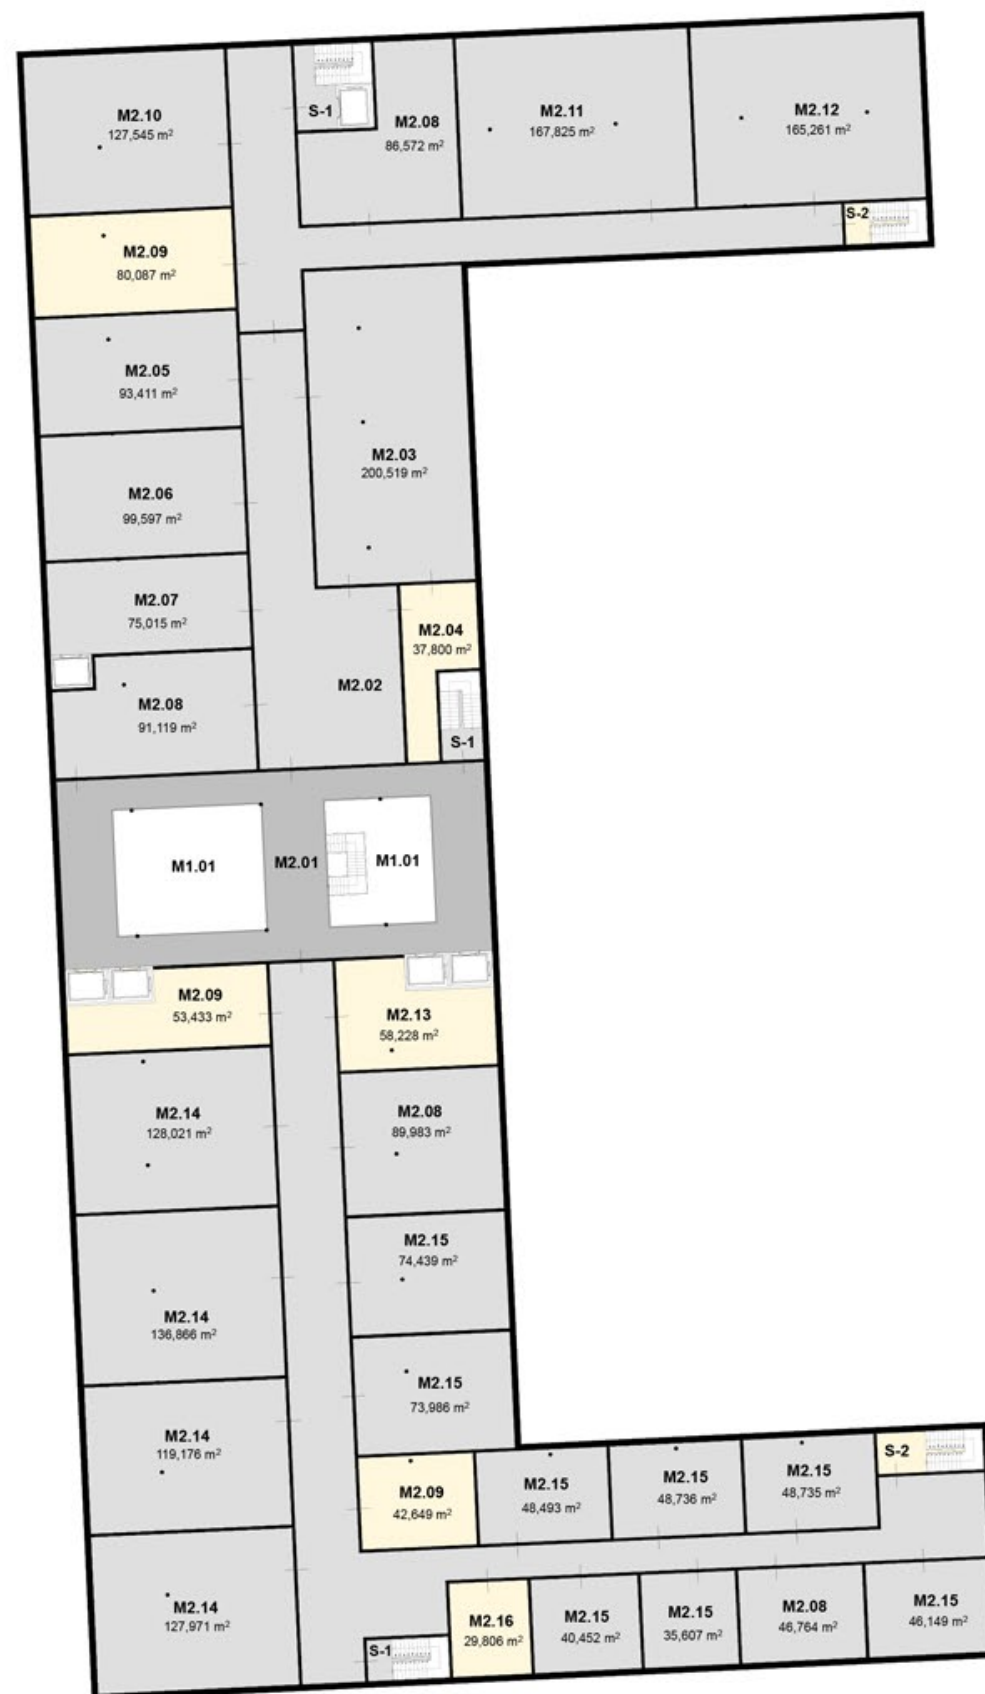 M2.10
127,545 m²
S-1
M2.08
86,572 m²
M2.11
167,825 m²
M2.12
165,261 m²
S-2
M2.09
80,087 m²
M2.05
93,411 m²
M2.03
200,519 m²
M2.06
99,597 m²
M2.07
75,015 m²
M2.04
37,800 m²
M2.02
M2.08
91,119 m²
S-1
M1.01
M2.01
M1.01
M2.09
53,433 m²
M2.13
58,228 m²
M2.14
128,021 m²
M2.08
89,983 m²
M2.15
74,439 m²
M2.14
136,866 m²
M2.15
73,986 m²
M2.14
119,176 m²
M2.09
42,649 m²
M2.15
48,493 m²
M2.15
48,736 m²
M2.15
48,735 m²
S-2
M2.14
127,971 m²
S-1
M2.16
29,806 m²
M2.15
40,452 m²
M2.15
35,607 m²
M2.08
46,764 m²
M2.15
46,149 m²